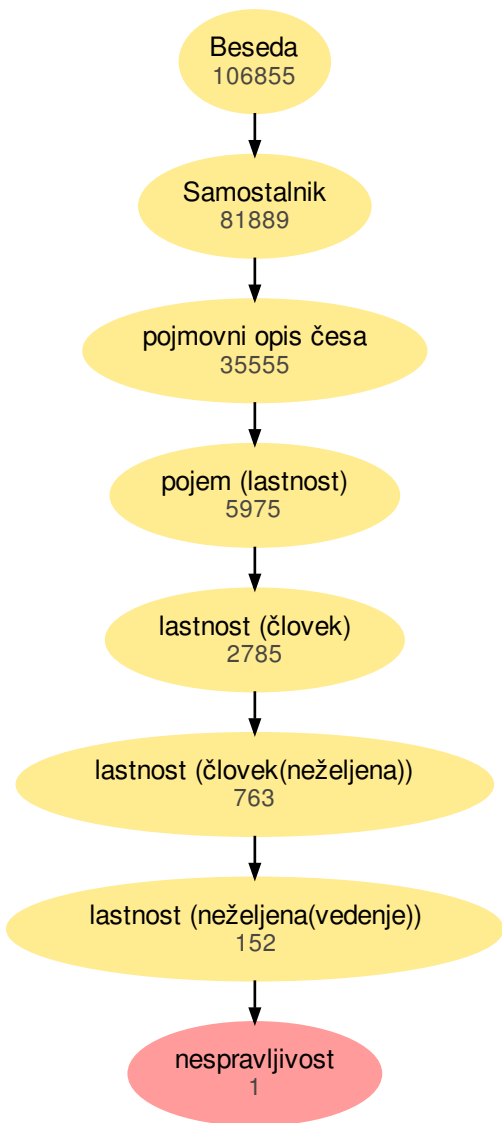 Beseda
106855
Samostalnik
81889
pojmovni opis česa
35555
pojem (lastnost)
5975
lastnost (človek)
2785
lastnost (človek(neželjena))
763
lastnost (neželjena(vedenje))
152
nespravljivost
1